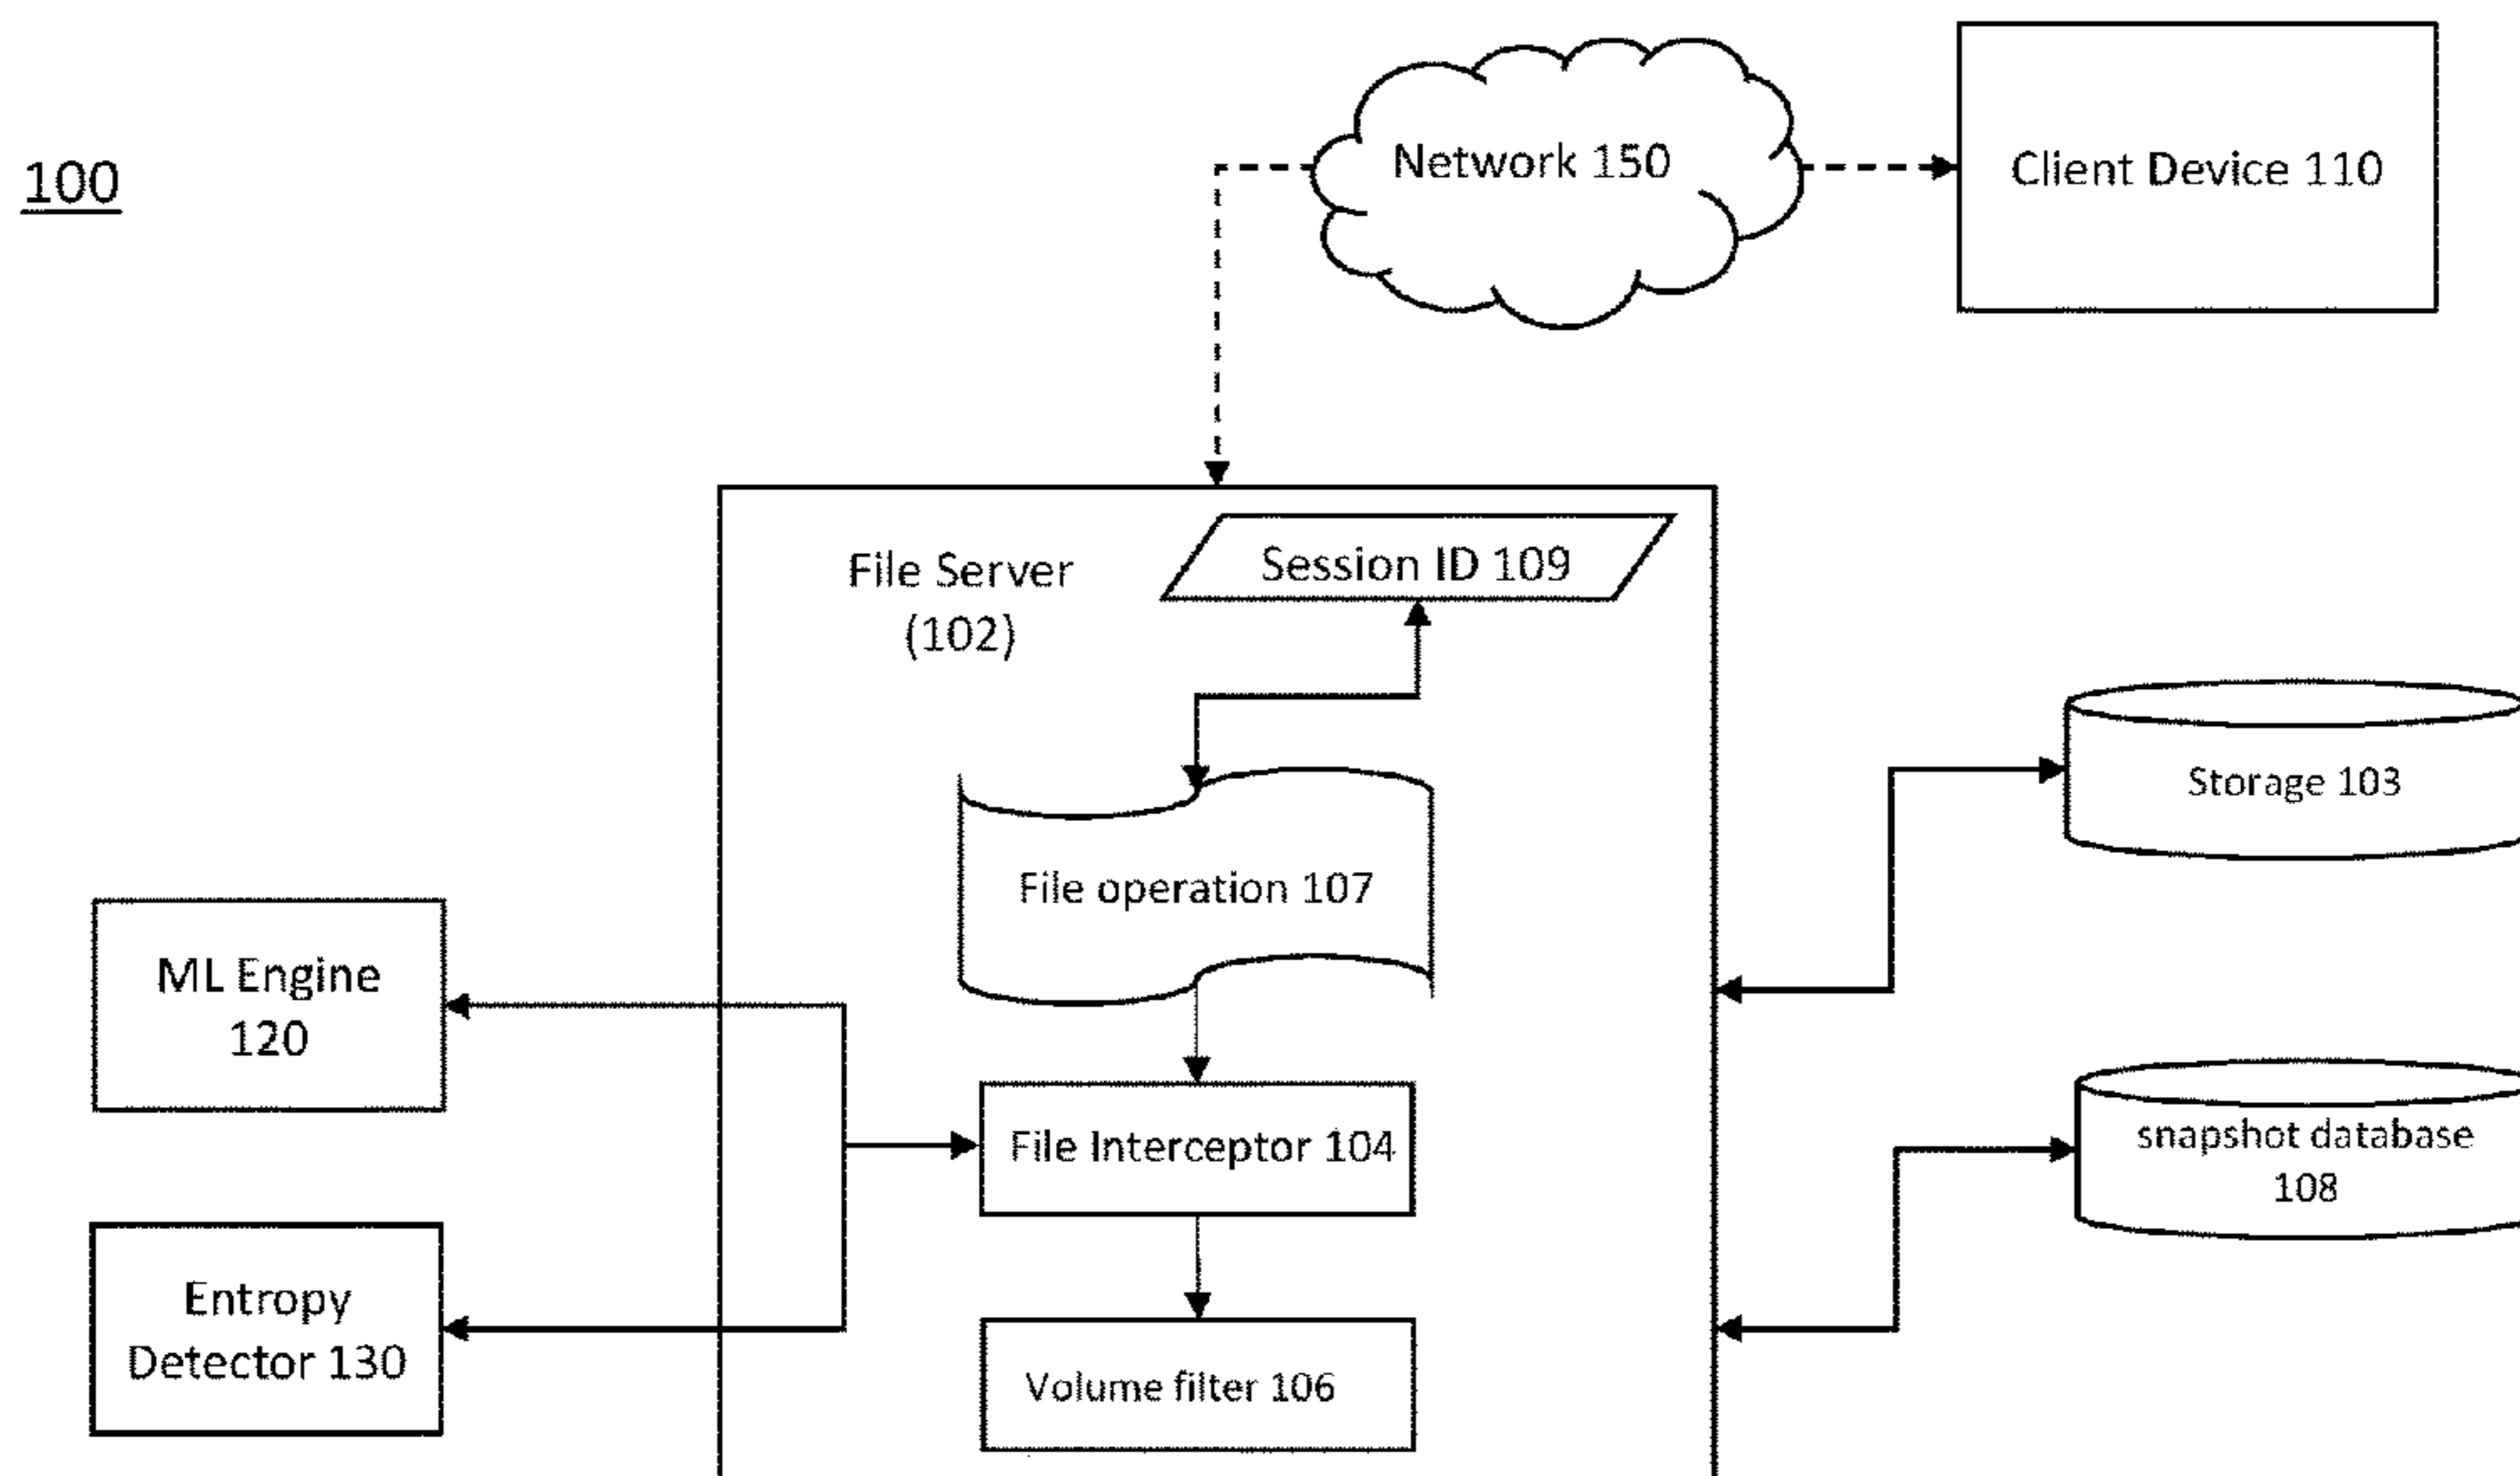 100
Network 150
Client Device 110
File Server
(102)
Session ID 109
Storage 103
File operation 107
ML Engine
120
File Interceptor 104
snapshot database
108
Entropy
Detector 130
Volume filter 106